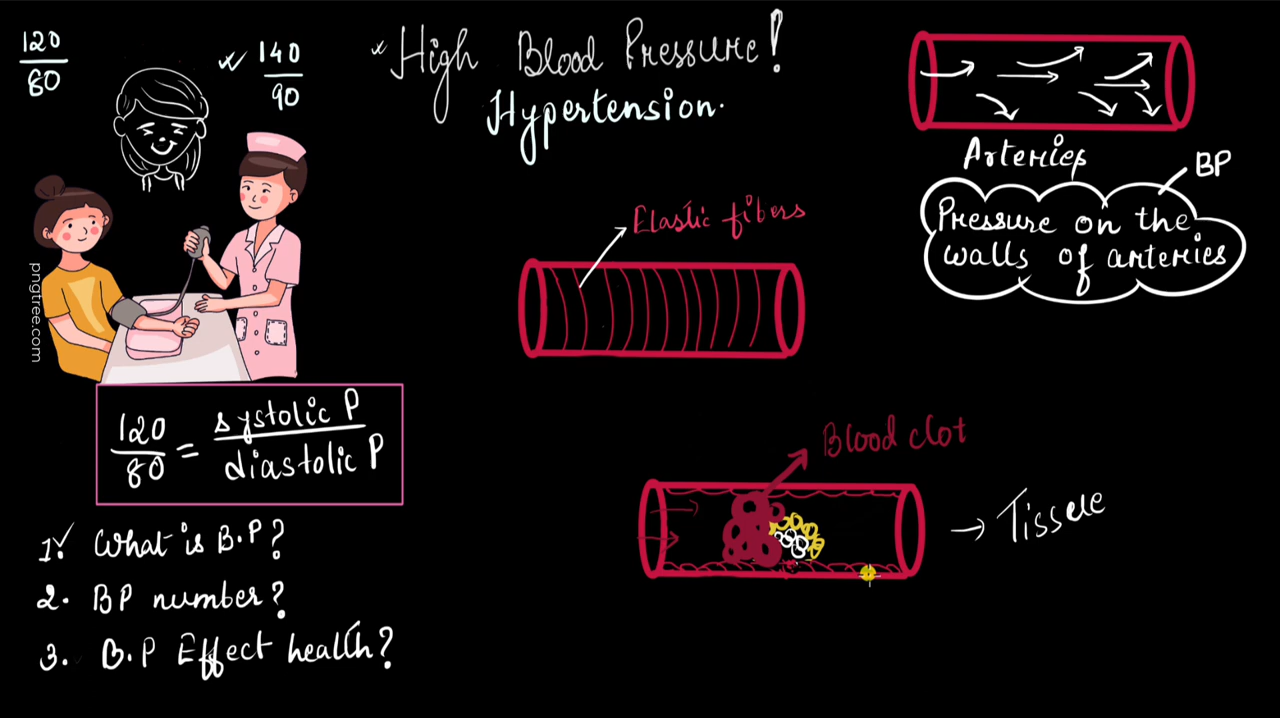 120
80
140
90
High Blood Pressure!
Hypertension.
Arteries
BP
Pressure on the
walls of arteries
Elastic fibers
pngtree.com
120/80 = systolic P/diastolic P
Blood clot
→ Tissue
1. What is B.P?
2. BP number?
3. B.P Effect health?